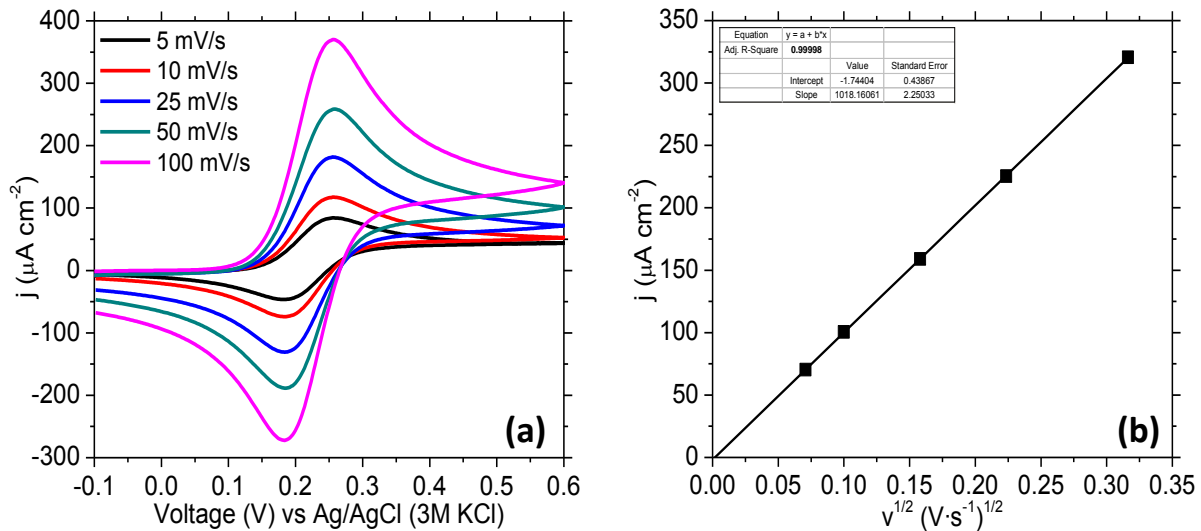 400
300
200
100
0
-100
-200
-300
j (μA cm⁻²)
5 mV/s
10 mV/s
25 mV/s
50 mV/s
100 mV/s
(a)
-0.1 0.0 0.1 0.2 0.3 0.4 0.5 0.6
Voltage (V) vs Ag/AgCl (3M KCl)
350
300
250
200
150
100
50
0
j (μA cm⁻²)
Equation y = a + b*x
Adj. R-Square 0.99998
Value Standard Error
Intercept -1.74404 0.43867
Slope 1018.16061 2.25033
(b)
0.00 0.05 0.10 0.15 0.20 0.25 0.30 0.35
v¹ᐟ² (V·s⁻¹)¹ᐟ²